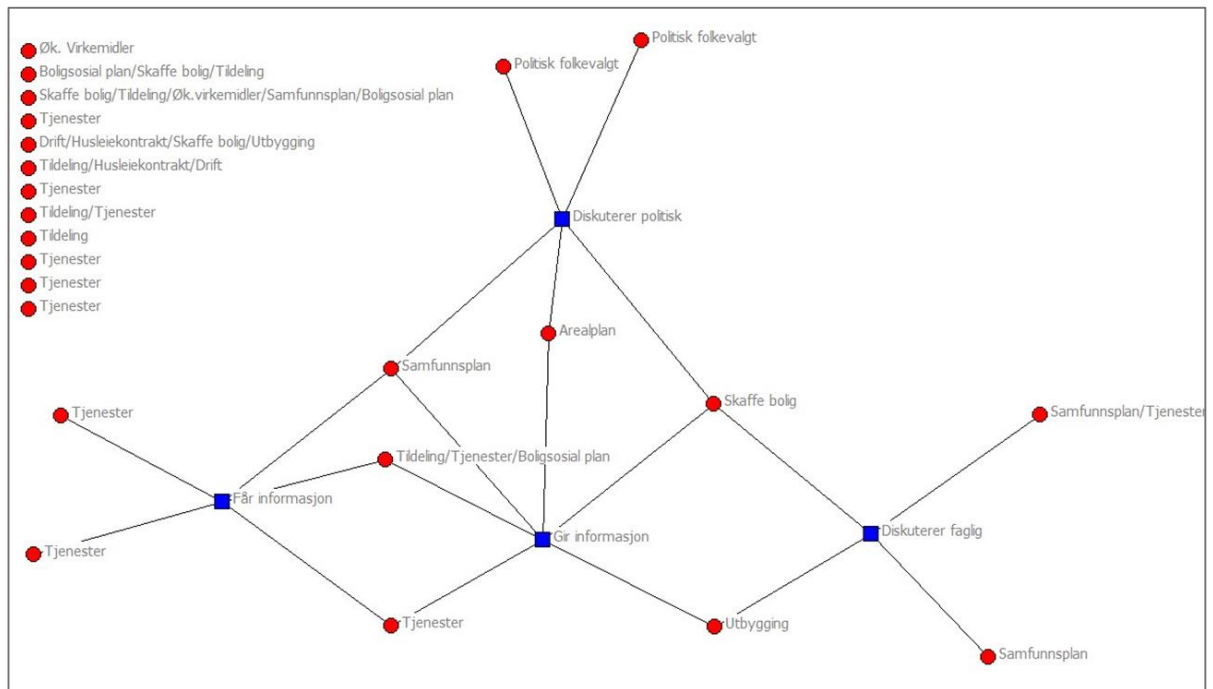 Øk. Virkemidler
Boligsosial plan/Skaffe bolig/Tildeling
Skaffe bolig/Tildeling/Øk.virkemidler/Samfunnsplan/Boligsosial plan
Tjenester
Drift/Husleiekontrakt/Skaffe bolig/Utbygging
Tildeling/Husleiekontrakt/Drift
Tjenester
Tildeling/Tjenester
Tildeling
Tjenester
Tjenester
Tjenester
Politisk folkevalgt
Politisk folkevalgt
Diskuterer politisk
Arealplan
Samfunnsplan
Skaffe bolig
Tjenester
Samfunnsplan/Tjenester
Tildeling/Tjenester/Boligsosial plan
Får informasjon
Gir informasjon
Diskuterer faglig
Tjenester
Tjenester
Utbygging
Samfunnsplan